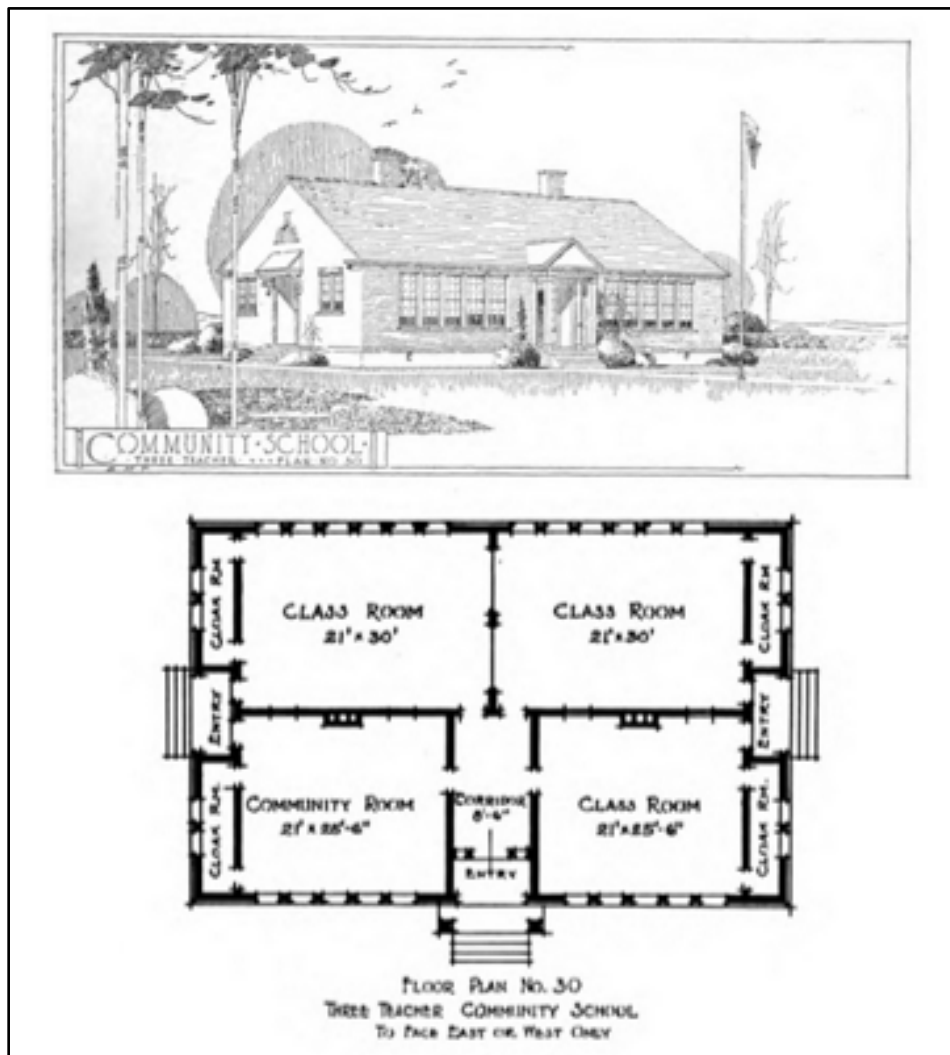 COMMUNITY · SCHOOL ·
· THREE TEACHER · · · · PLAN NO. 30
CLOAK RM
CLASS ROOM
21' × 30'
CLASS ROOM
21' × 30'
CLOAK RM
ENTRY
ENTRY
CLOAK RM.
COMMUNITY ROOM
21' × 25'-6"
CORRIDOR
8'-6"
ENTRY
CLASS ROOM
21' × 25'-6"
CLOAK RM.
FLOOR PLAN NO. 30
THREE TEACHER COMMUNITY SCHOOL
TO FACE EAST OR WEST ONLY